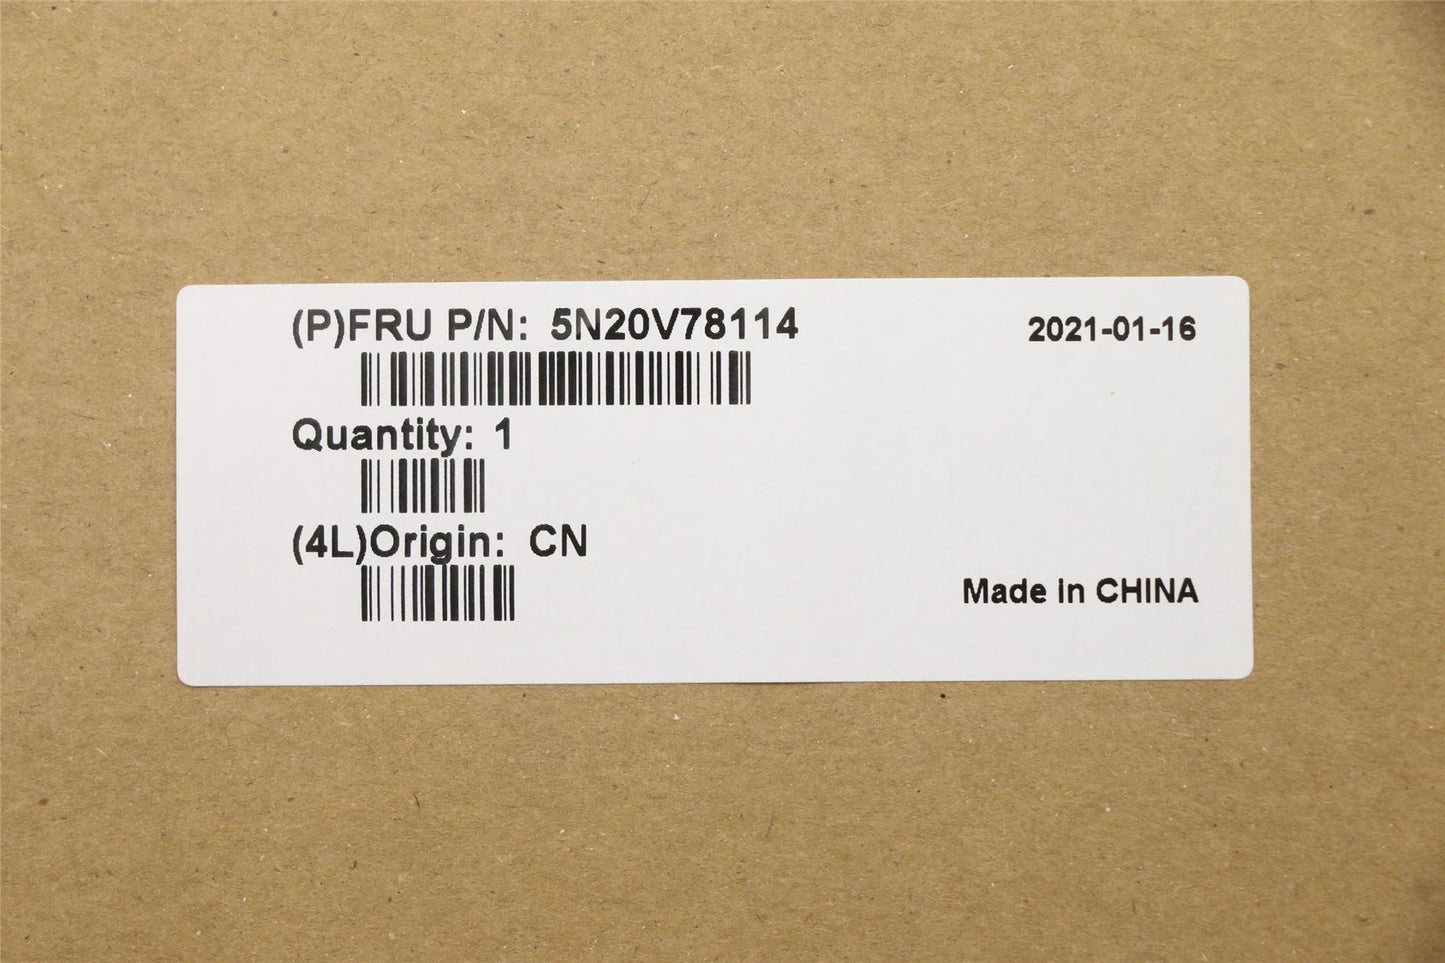 (P)FRU P/N: 5N20V78114
2021-01-16
Quantity: 1
(4L)Origin: CN
Made in CHINA